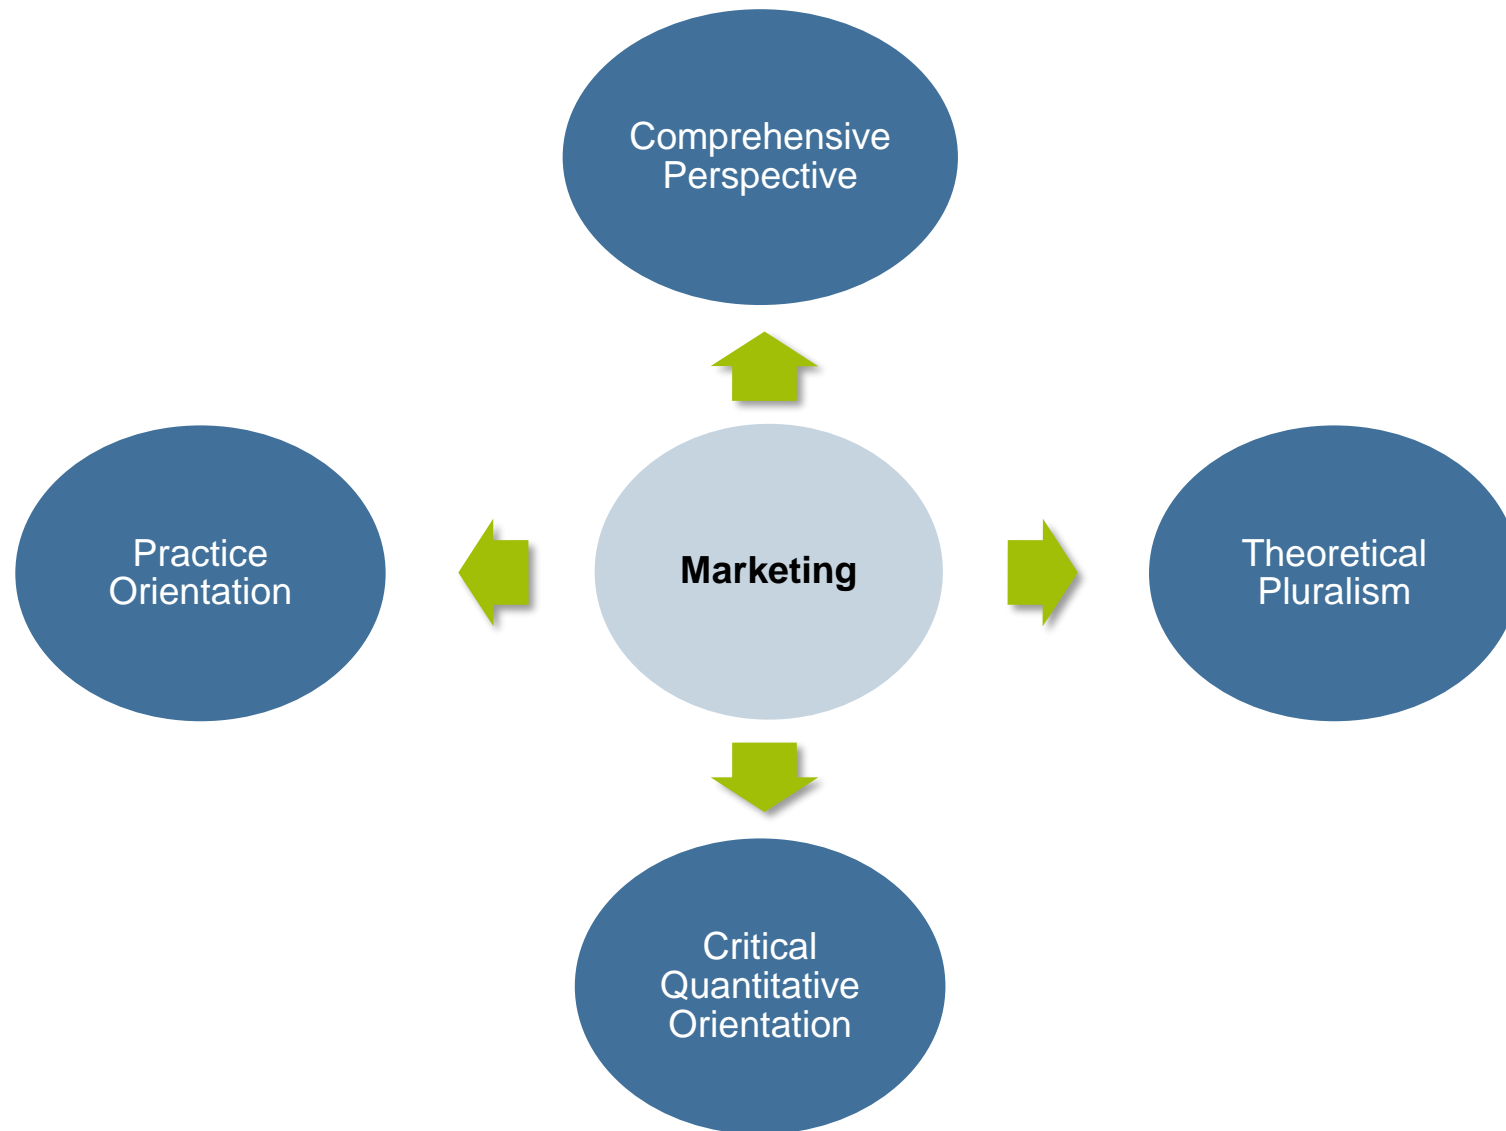 Comprehensive
Perspective
Practice
Orientation
Marketing
Theoretical
Pluralism
Critical
Quantitative
Orientation